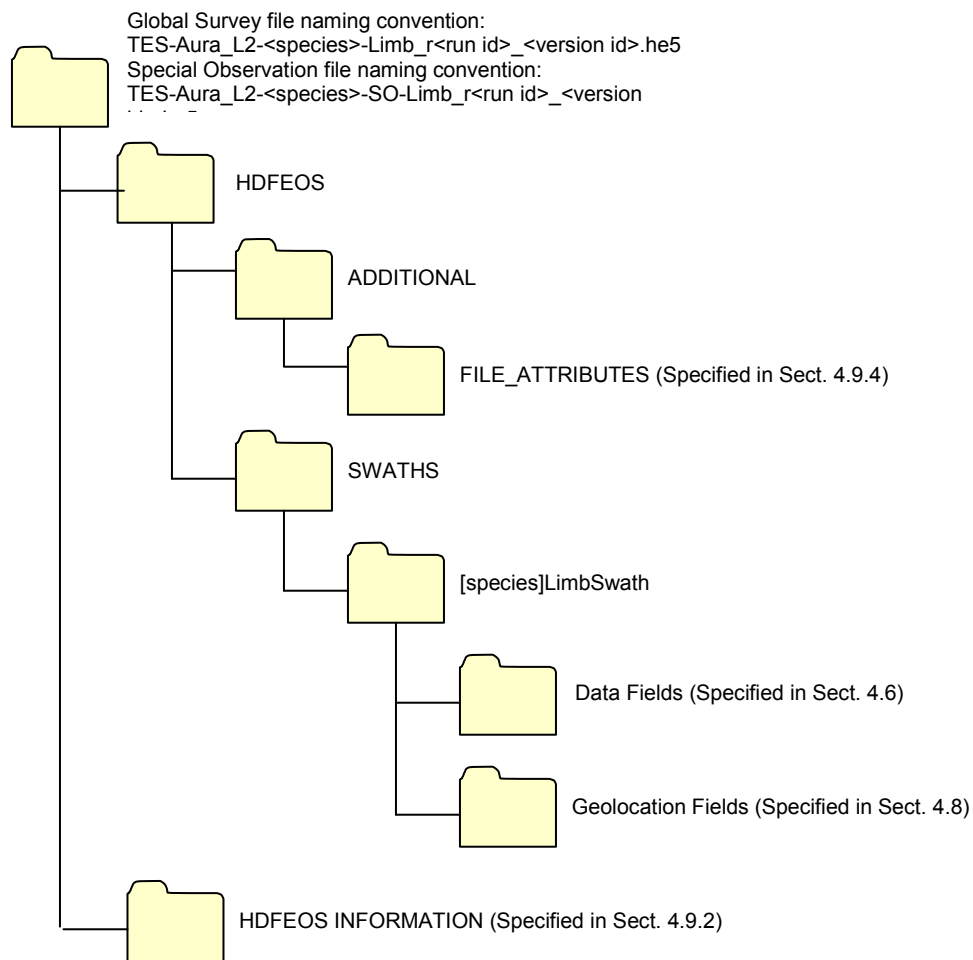 Global Survey file naming convention:
TES-Aura_L2-<species>-Limb_r<run id>_<version id>.he5
Special Observation file naming convention:
TES-Aura_L2-<species>-SO-Limb_r<run id>_<version
HDFEOS
ADDITIONAL
FILE_ATTRIBUTES (Specified in Sect. 4.9.4)
SWATHS
[species]LimbSwath
Data Fields (Specified in Sect. 4.6)
Geolocation Fields (Specified in Sect. 4.8)
HDFEOS INFORMATION (Specified in Sect. 4.9.2)